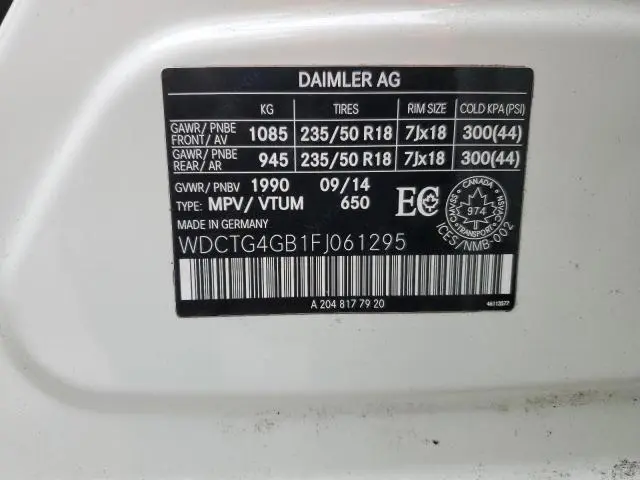 DAIMLER AG
KG TIRES RIM SIZE COLD KPA (PSI)
GAWR/ PNBE
FRONT/ AV 1085 235/50 R18 7Jx18 300(44)
GAWR/ PNBE
REAR/ AR 945 235/50 R18 7Jx18 300(44)
GVWR/ PNBV 1990 09/14
TYPE: MPV/ VTUM 650
EC
CANADA
974
TRANSPORT
NSVAC
SSVAC
ICES/NMB-002
MADE IN GERMANY
WDCTG4GB1FJ061295
A 204 817 79 20